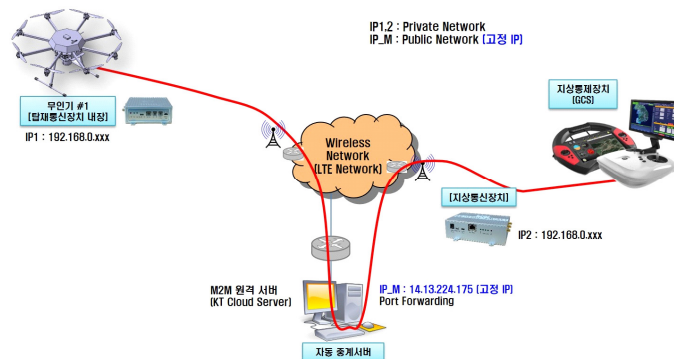 IP1,2 : Private Network
IP_M : Public Network (고정 IP)
무인기 #1
(탑재통신장치 내장)
IP1 : 192.168.0.xxx
지상통제장치
(GCS)
Wireless
Network
(LTE Network)
[지상통신장치]
IP2 : 192.168.0.xxx
M2M 원격 서버
(KT Cloud Server)
IP_M : 14.13.224.175 (고정 IP)
Port Forwarding
자동 중계서버